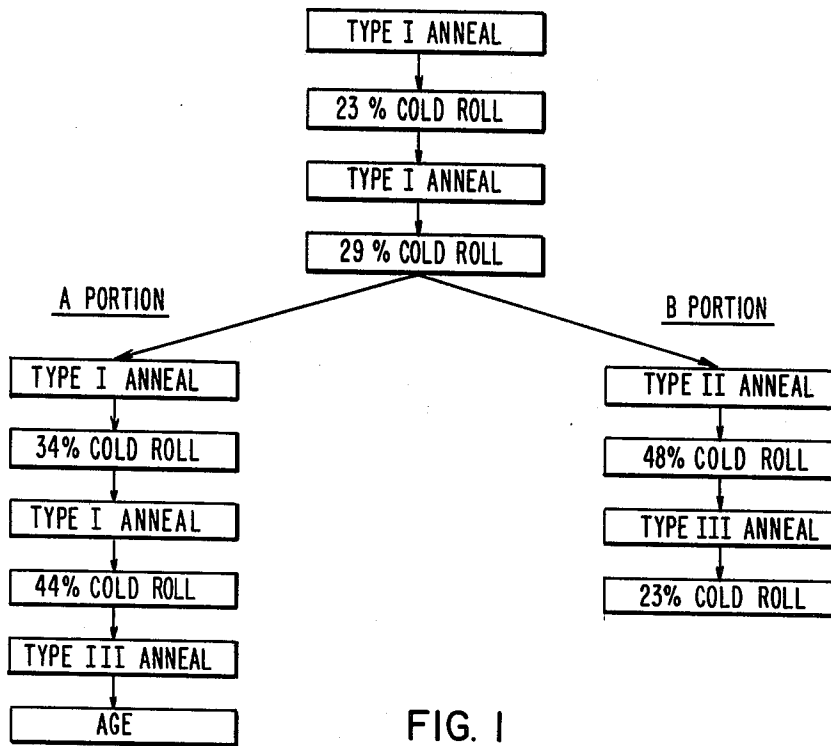 TYPE I ANNEAL
23 % COLD ROLL
TYPE I ANNEAL
29 % COLD ROLL
A PORTION
TYPE I ANNEAL
34% COLD ROLL
TYPE I ANNEAL
44% COLD ROLL
TYPE III ANNEAL
AGE
B PORTION
TYPE II ANNEAL
48% COLD ROLL
TYPE III ANNEAL
23% COLD ROLL
FIG. 1